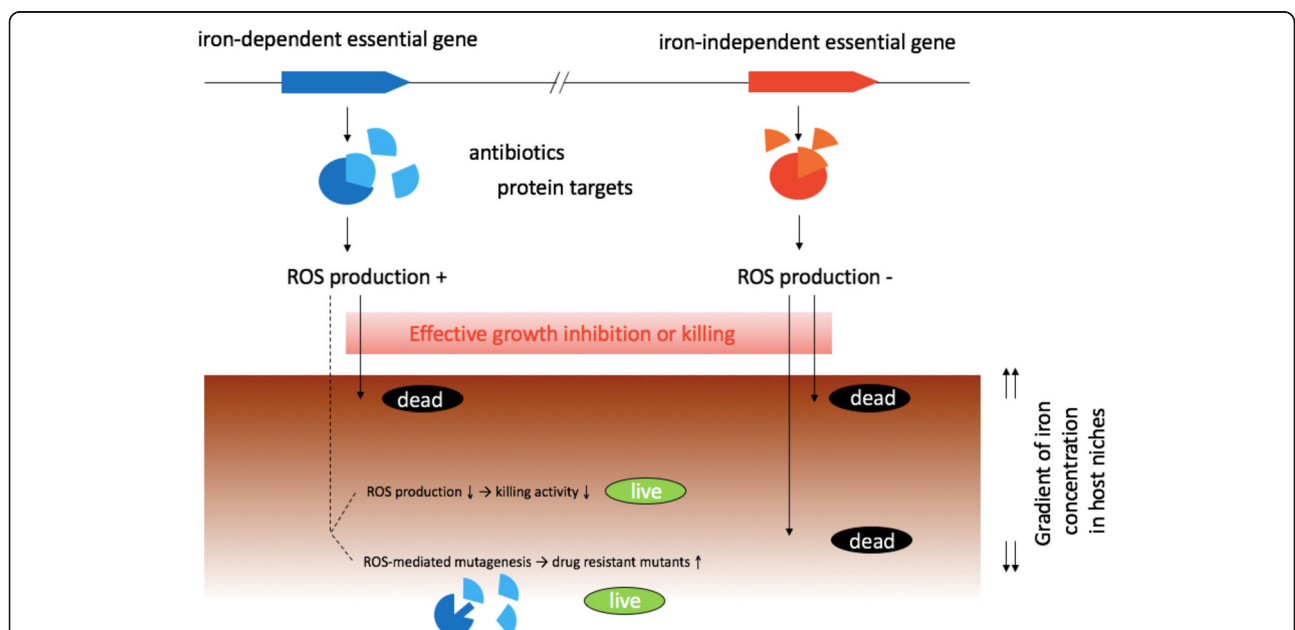 iron-dependent essential gene
iron-independent essential gene
antibiotics
protein targets
ROS production +
ROS production -
Effective growth inhibition or killing
dead
dead
ROS production ↓ → killing activity ↓
live
dead
ROS-mediated mutagenesis → drug resistant mutants ↑
live
Gradient of iron
concentration
in host niches